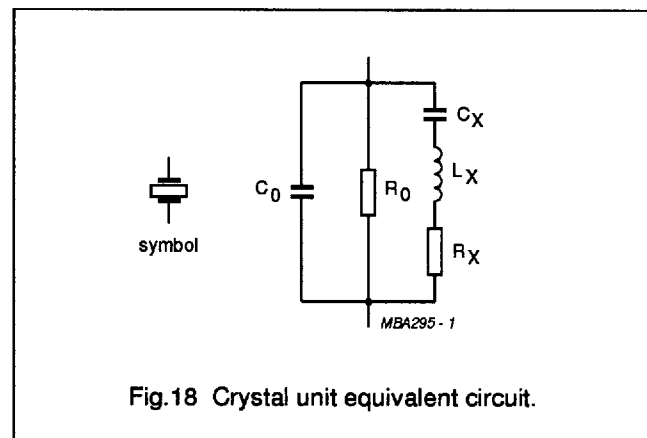 symbol
C0
R0
CX
LX
RX
MBA295 - 1
Fig.18 Crystal unit equivalent circuit.